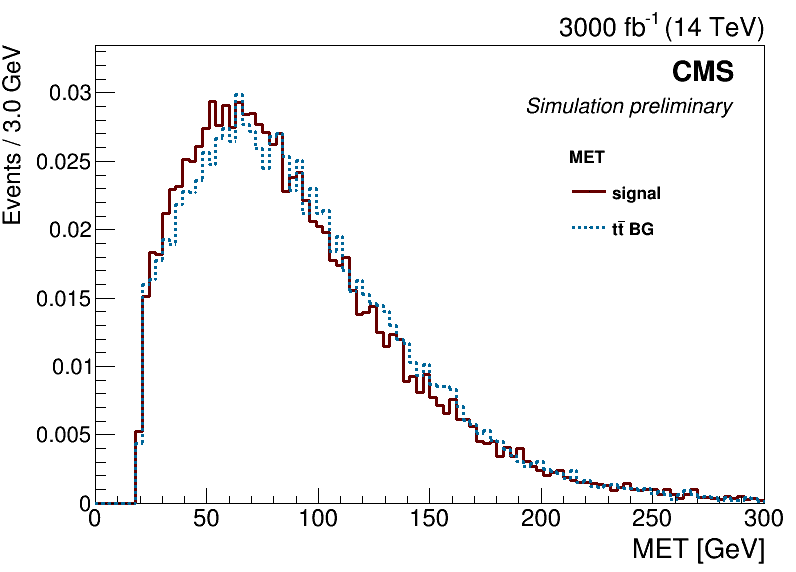 3000 fb⁻¹ (14 TeV)
CMS
Simulation preliminary
MET
signal
tt̄ BG
Events / 3.0 GeV
0.03
0.025
0.02
0.015
0.01
0.005
0
0 50 100 150 200 250 300
MET [GeV]